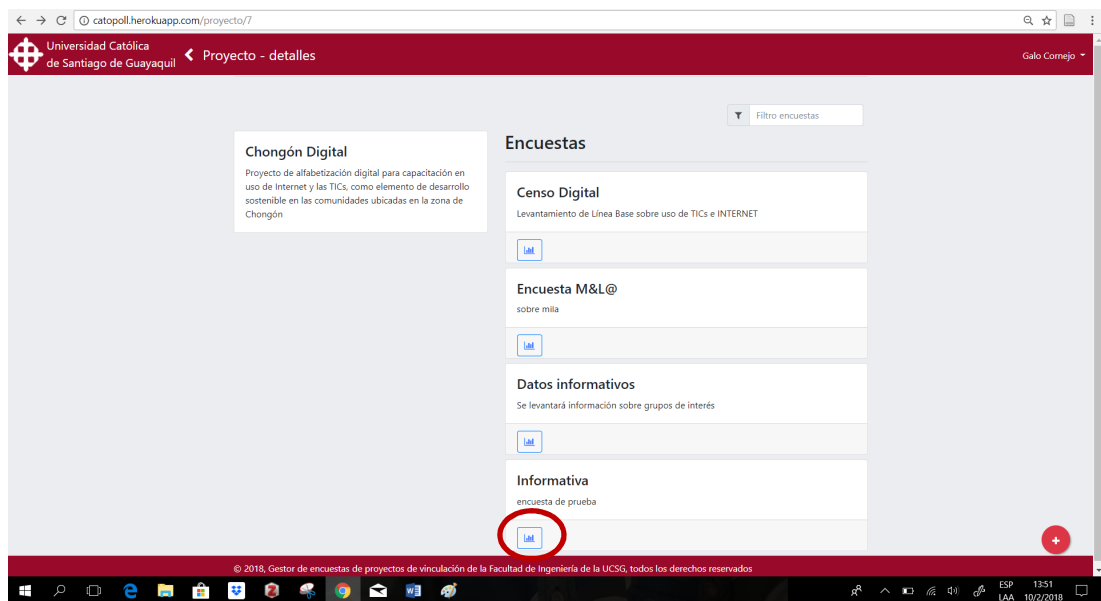 catopoll.herokuapp.com/proyecto/7
Universidad Católica
de Santiago de Guayaquil
Proyecto - detalles
Galo Cornejo
Filtro encuestas
Chongón Digital
Proyecto de alfabetización digital para capacitación en
uso de Internet y las TICs, como elemento de desarrollo
sostenible en las comunidades ubicadas en la zona de
Chongón
Encuestas
Censo Digital
Levantamiento de Línea Base sobre uso de TICs e INTERNET
Encuesta M&L@
sobre mila
Datos informativos
Se levantará información sobre grupos de interés
Informativa
encuesta de prueba
+
© 2018, Gestor de encuestas de proyectos de vinculación de la Facultad de Ingeniería de la UCSG, todos los derechos reservados
ESP 13:51
LAA 10/2/2018